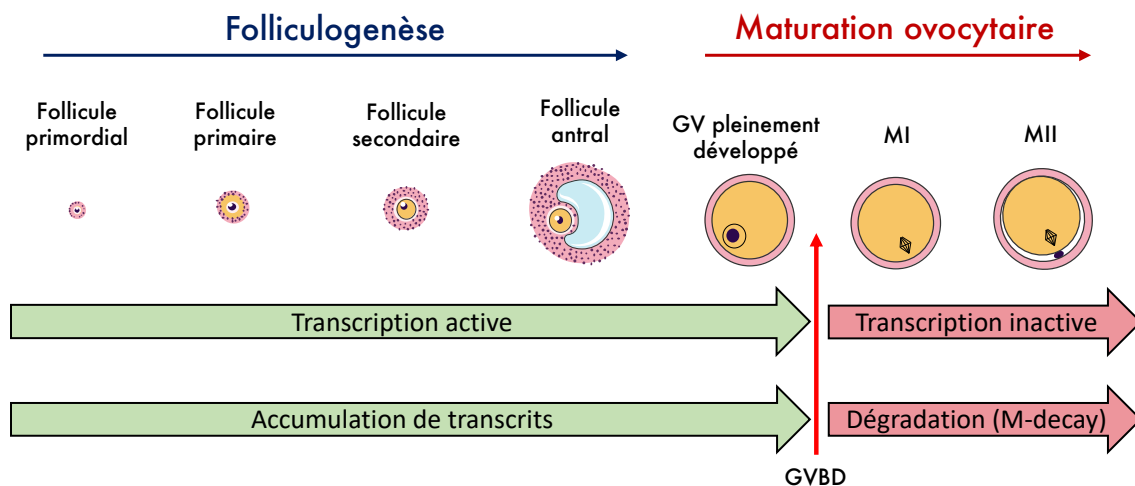 Folliculogenèse
Maturation ovocytaire
Follicule
primordial
Follicule
primaire
Follicule
secondaire
Follicule
antral
GV pleinement
développé
MI
MII
Transcription active
Transcription inactive
Accumulation de transcrits
Dégradation (M-decay)
GVBD